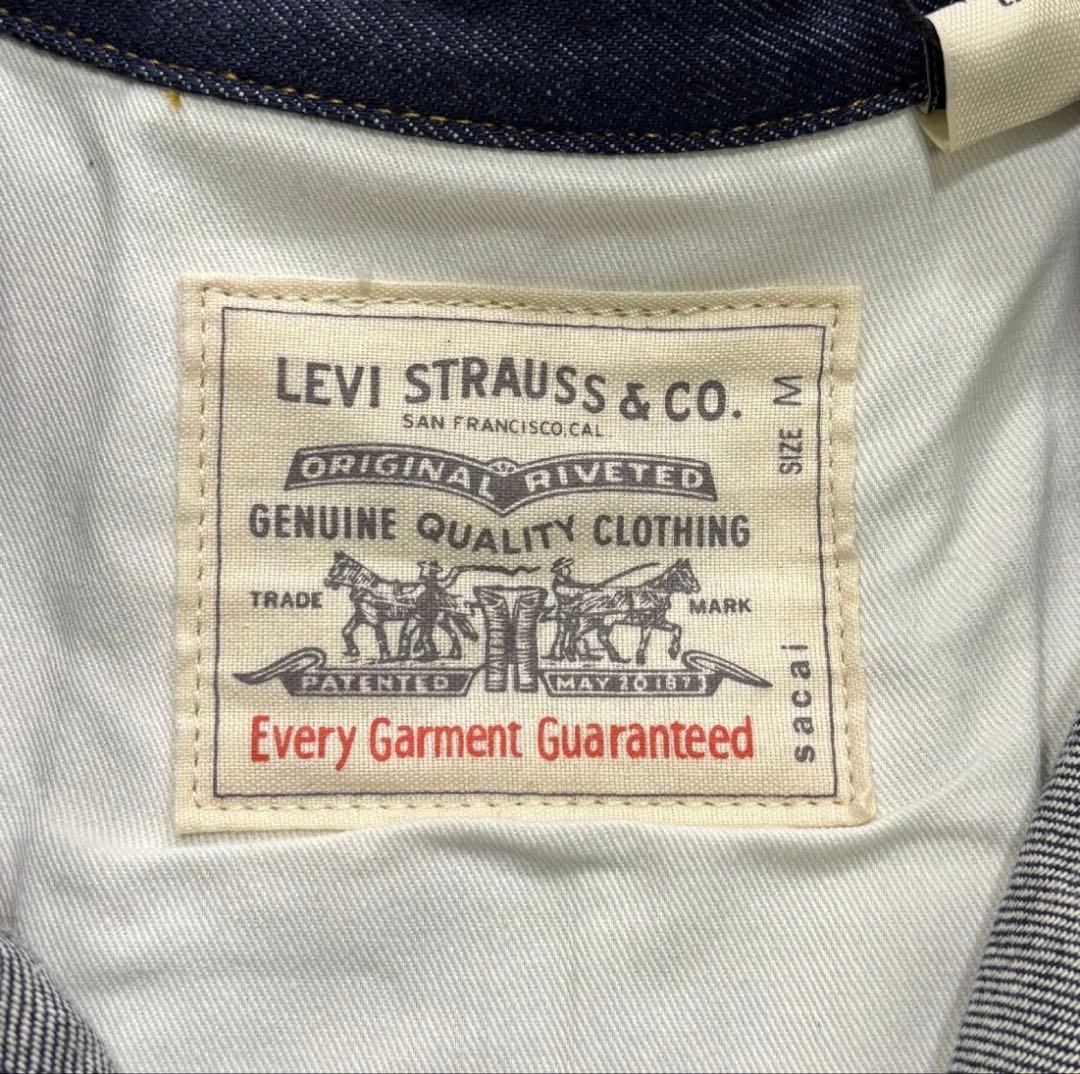 LEVI STRAUSS & CO.
SAN FRANCISCO, CAL.
ORIGINAL RIVETED
GENUINE QUALITY CLOTHING
TRADE MARK
PATENTED MAY 20 1873
Every Garment Guaranteed
SIZE M
sacai